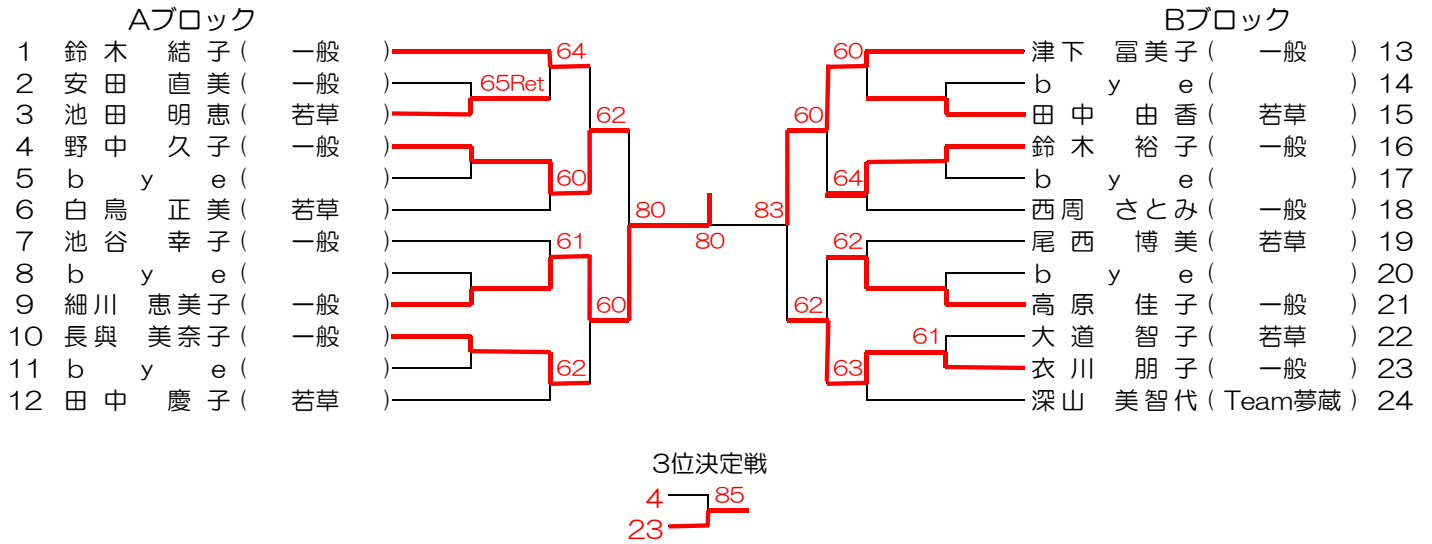 Aブロック Bブロック
1 鈴木 結子( 一般 ) 64 60 津下 冨美子( 一般 ) 13
2 安田 直美( 一般 ) 65Ret bye( ) 14
3 池田 明恵( 若草 ) 62 60 田中 由香( 若草 ) 15
4 野中 久子( 一般 ) 鈴木 裕子( 一般 ) 16
5 bye( ) 60 64 bye( ) 17
6 白鳥 正美( 若草 ) 80 83 西周 さとみ( 一般 ) 18
7 池谷 幸子( 一般 ) 61 80 62 尾西 博美( 若草 ) 19
8 bye( ) bye( ) 20
9 細川 恵美子( 一般 ) 60 62 高原 佳子( 一般 ) 21
10 長與 美奈子( 一般 ) 61 大道 智子( 若草 ) 22
11 bye( ) 62 63 衣川 朋子( 一般 ) 23
12 田中 慶子( 若草 ) 深山 美智代( Team夢蔵 ) 24
3位決定戦
4 85
23